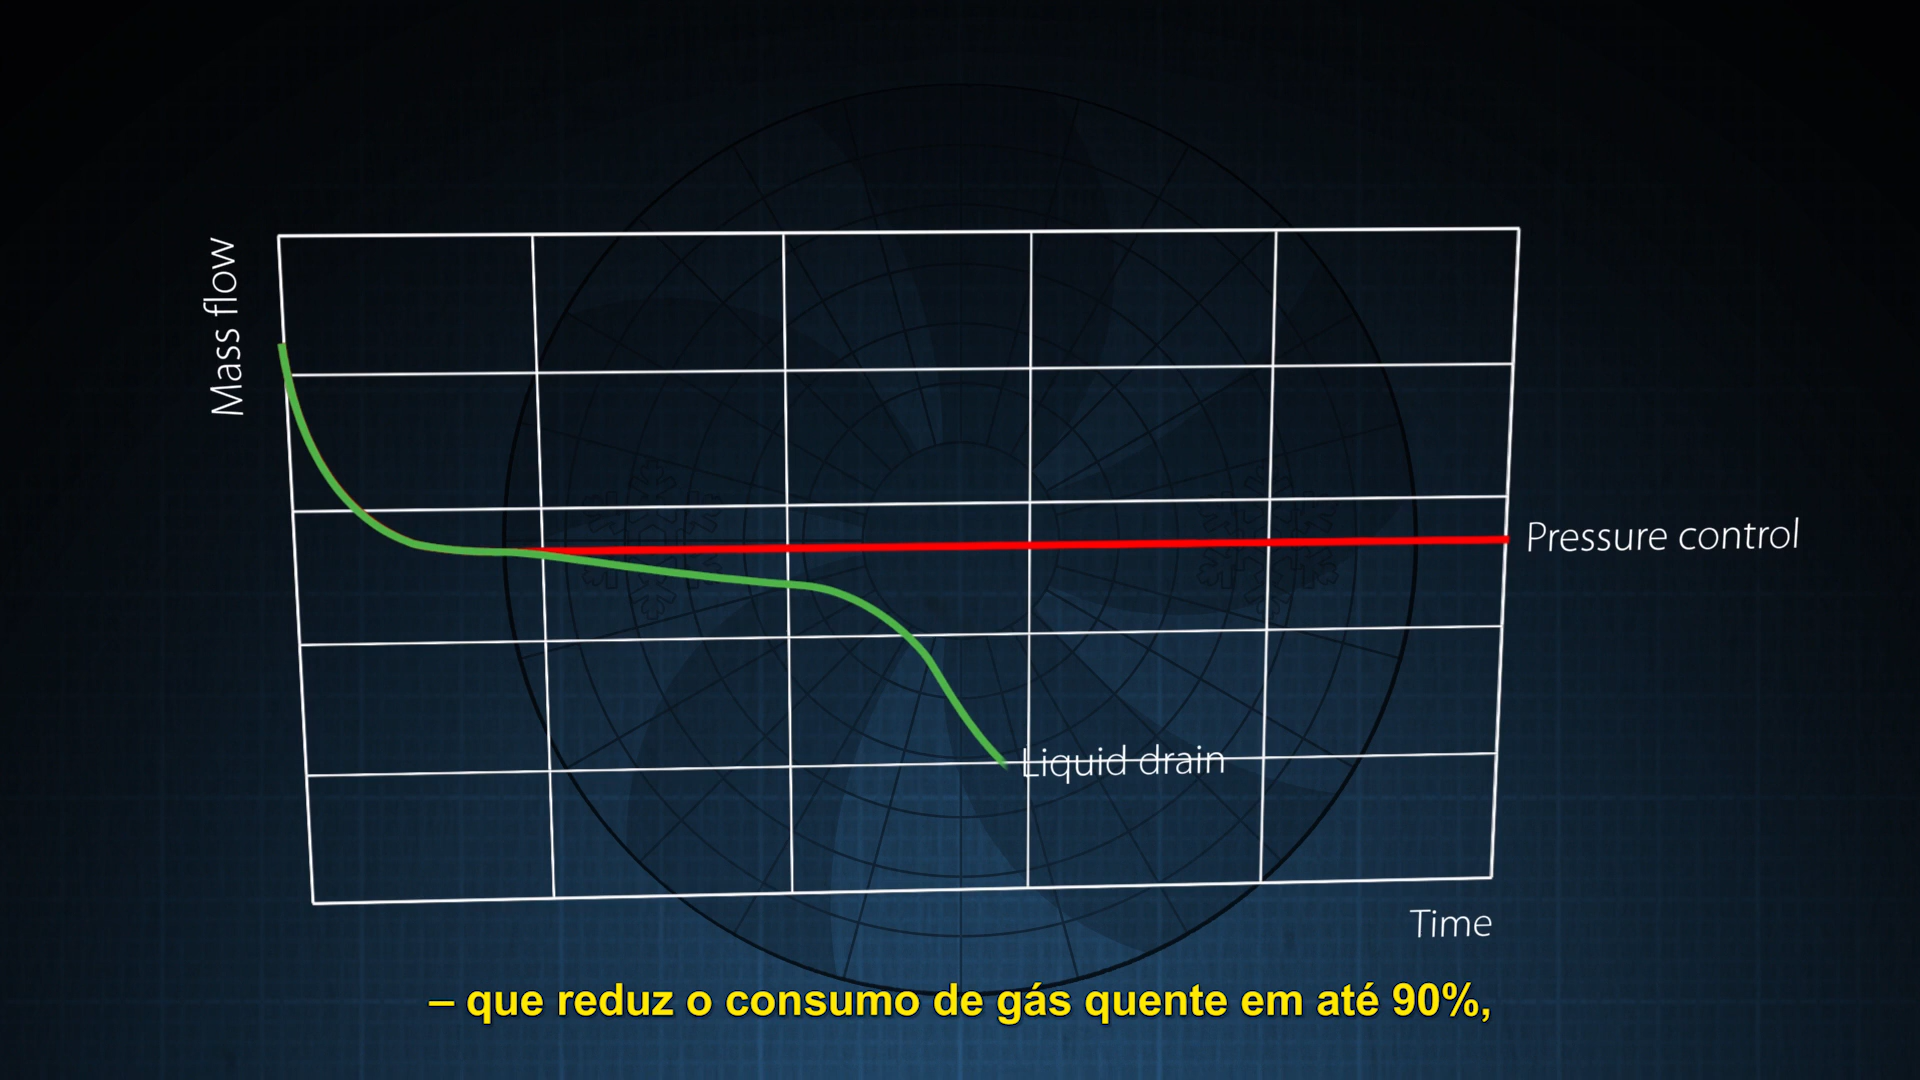 Mass flow
Pressure control
Liquid drain
Time
– que reduz o consumo de gás quente em até 90%,